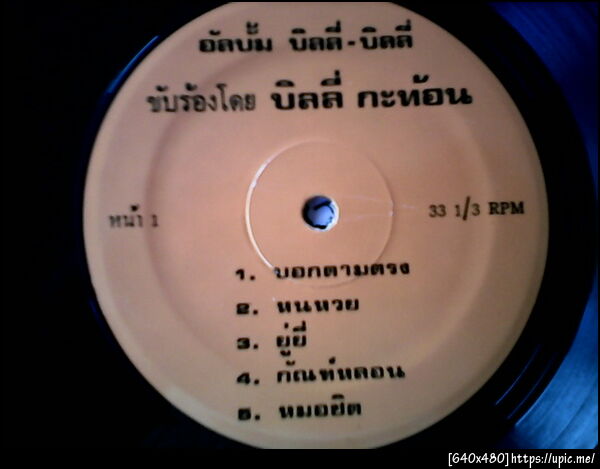 อัลบั้ม บิลลี่-บิลลี่
ขับร้องโดย บิลลี่ กะท้อน
หน้า 1
33 1/3 RPM
1. บอกตามตรง
2. หนหวย
3. ยู่ยี่
4. กัณฑ์หลอน
5. หมอยิต
[640x480]https://upic.me/